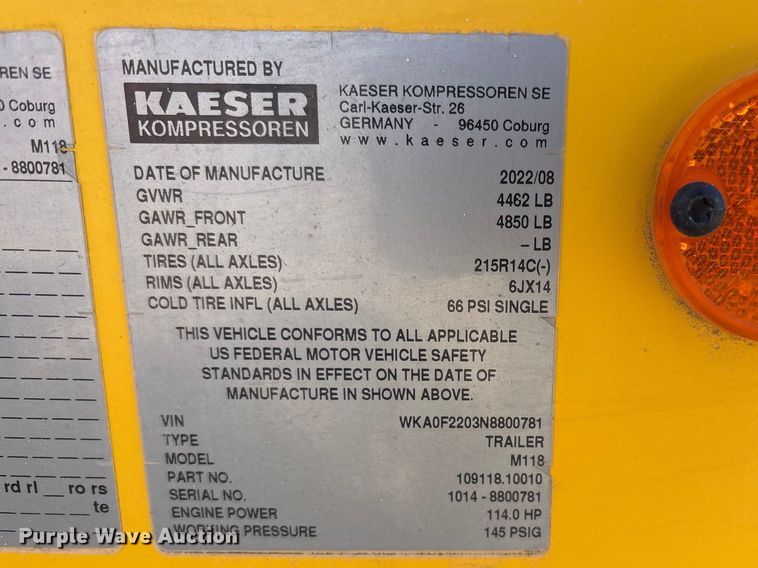 REN SE
0 Coburg
.com
M118
- 8800781
rd rl _ ro rs
te
MANUFACTURED BY
KAESER
KOMPRESSOREN
KAESER KOMPRESSOREN SE
Carl-Kaeser-Str. 26
GERMANY - 96450 Coburg
www.kaeser.com
DATE OF MANUFACTURE 2022/08
GVWR 4462 LB
GAWR_FRONT 4850 LB
GAWR_REAR – LB
TIRES (ALL AXLES) 215R14C(-)
RIMS (ALL AXLES) 6JX14
COLD TIRE INFL (ALL AXLES) 66 PSI SINGLE
THIS VEHICLE CONFORMS TO ALL APPLICABLE
US FEDERAL MOTOR VEHICLE SAFETY
STANDARDS IN EFFECT ON THE DATE OF
MANUFACTURE IN SHOWN ABOVE.
VIN WKA0F2203N8800781
TYPE TRAILER
MODEL M118
PART NO. 109118.10010
SERIAL NO. 1014 - 8800781
ENGINE POWER 114.0 HP
WORKING PRESSURE 145 PSIG
Purple Wave Auction